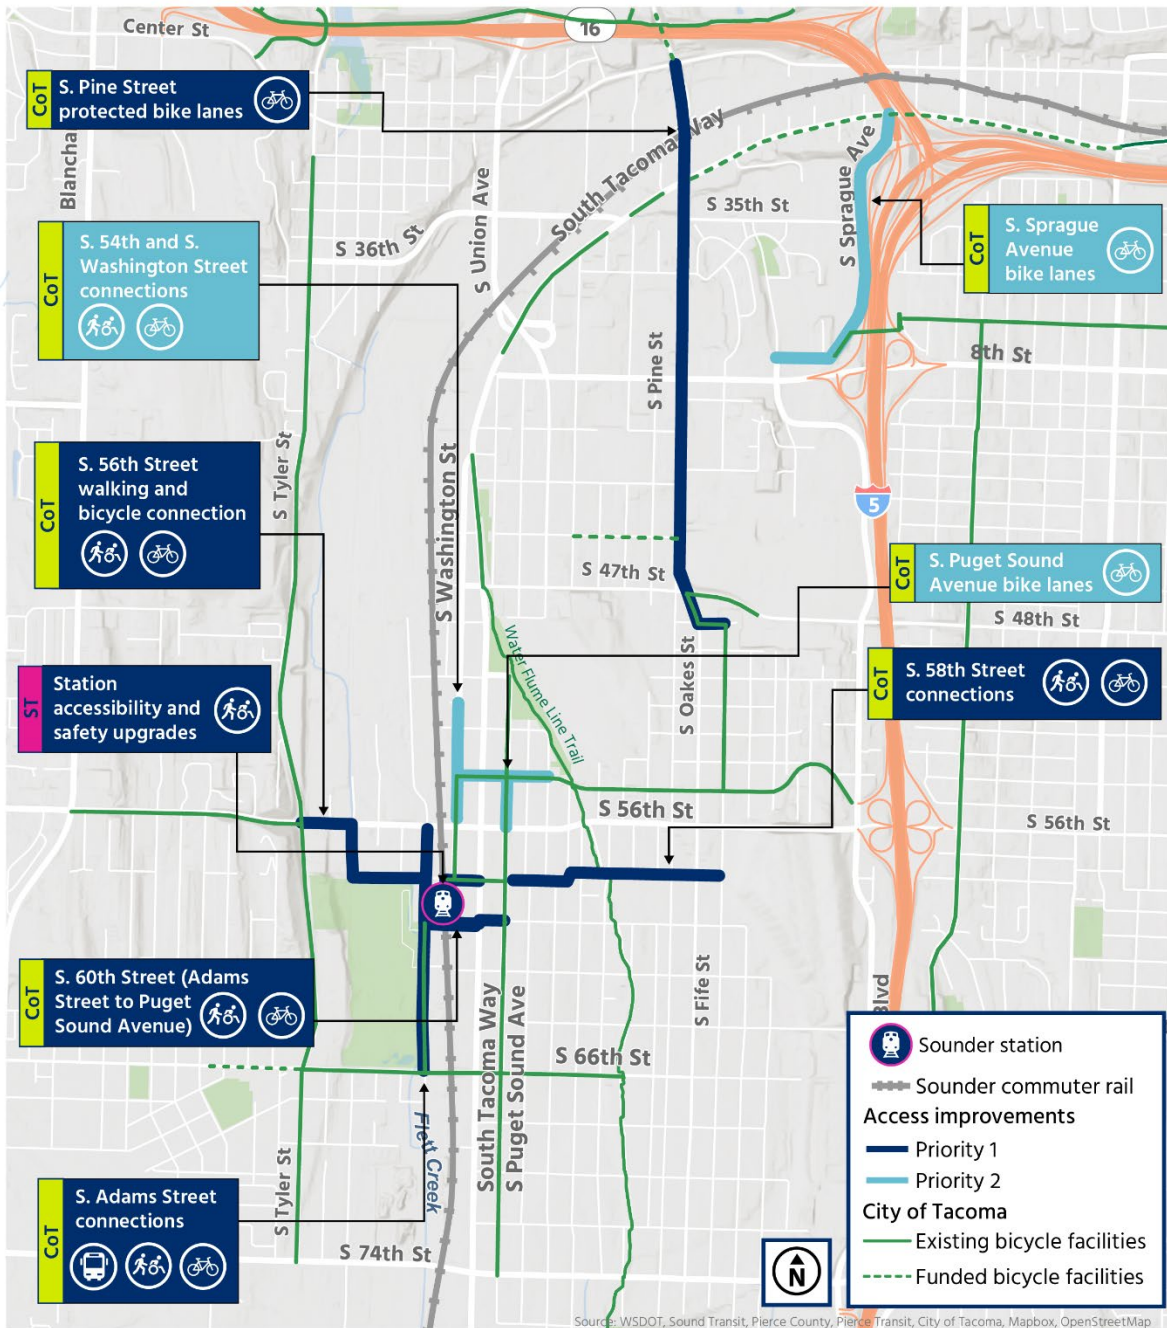 Center St
16
CoT
S. Pine Street
protected bike lanes
Blancha
S Union Ave
South Tacoma Way
S Sprague Ave
S 35th St
S 36th St
CoT
S. Sprague
Avenue
bike lanes
CoT
S. 54th and S.
Washington Street
connections
8th St
S Pine St
S Tyler St
S Washington St
CoT
S. 56th Street
walking and
bicycle connection
5
S 47th St
CoT
S. Puget Sound
Avenue bike lanes
S 48th St
Water Flume Line Trail
S Oakes St
CoT
S. 58th Street
connections
ST
Station
accessibility and
safety upgrades
S 56th St
S 56th St
CoT
S. 60th Street (Adams
Street to Puget
Sound Avenue)
S Fife St
Blvd
South Tacoma Way
S Puget Sound Ave
S 66th St
Flett Creek
S Tyler St
CoT
S. Adams Street
connections
S 74th St
N
Sounder station
Sounder commuter rail
Access improvements
Priority 1
Priority 2
City of Tacoma
Existing bicycle facilities
Funded bicycle facilities
Source: WSDOT, Sound Transit, Pierce County, Pierce Transit, City of Tacoma, Mapbox, OpenStreetMap